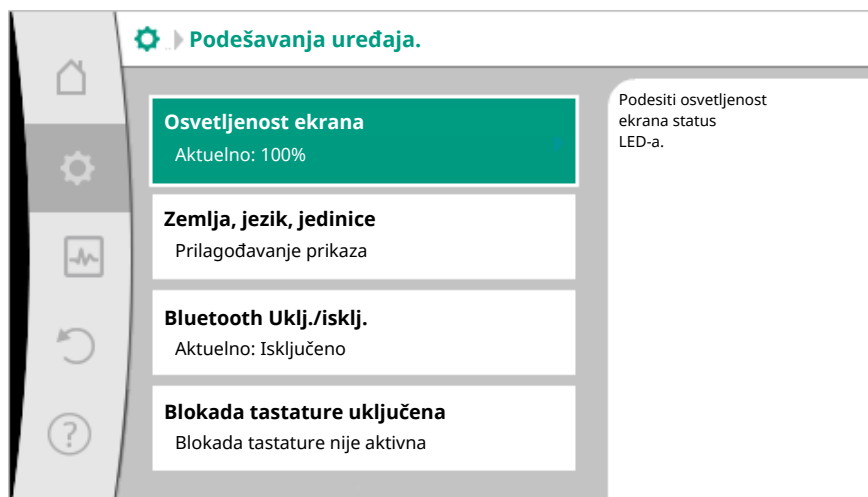 Podešavanja uređaja.
Osvetljenost ekrana
Aktuelno: 100%
Zemlja, jezik, jedinice
Prilagođavanje prikaza
Bluetooth Uklj./isklj.
Aktuelno: Isključeno
Blokada tastature uključena
Blokada tastature nije aktivna
Podesiti osvetljenost
ekrana status
LED-a.